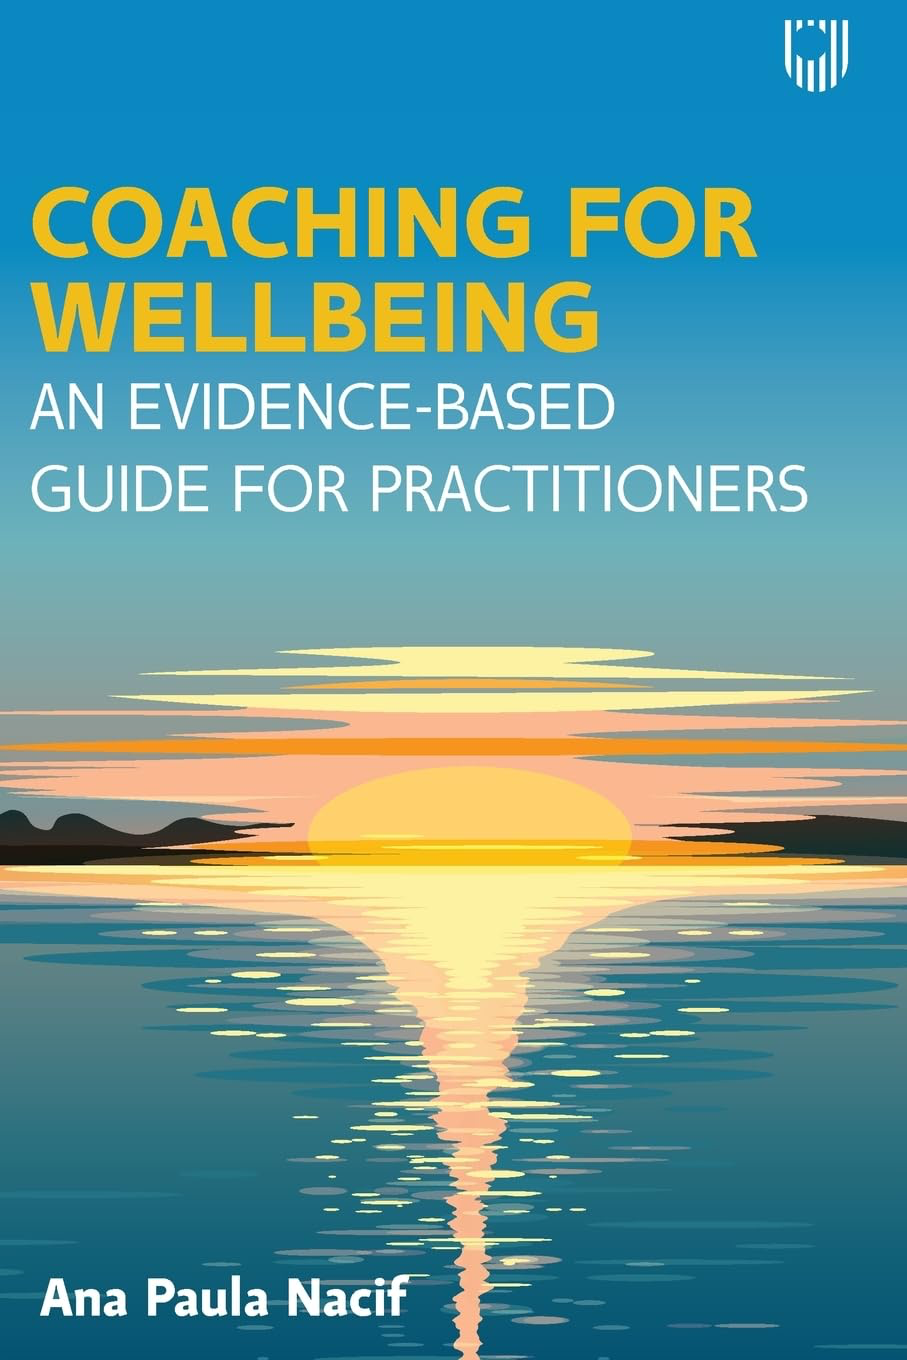 COACHING FOR
WELLBEING
AN EVIDENCE-BASED
GUIDE FOR PRACTITIONERS
Ana Paula Nacif